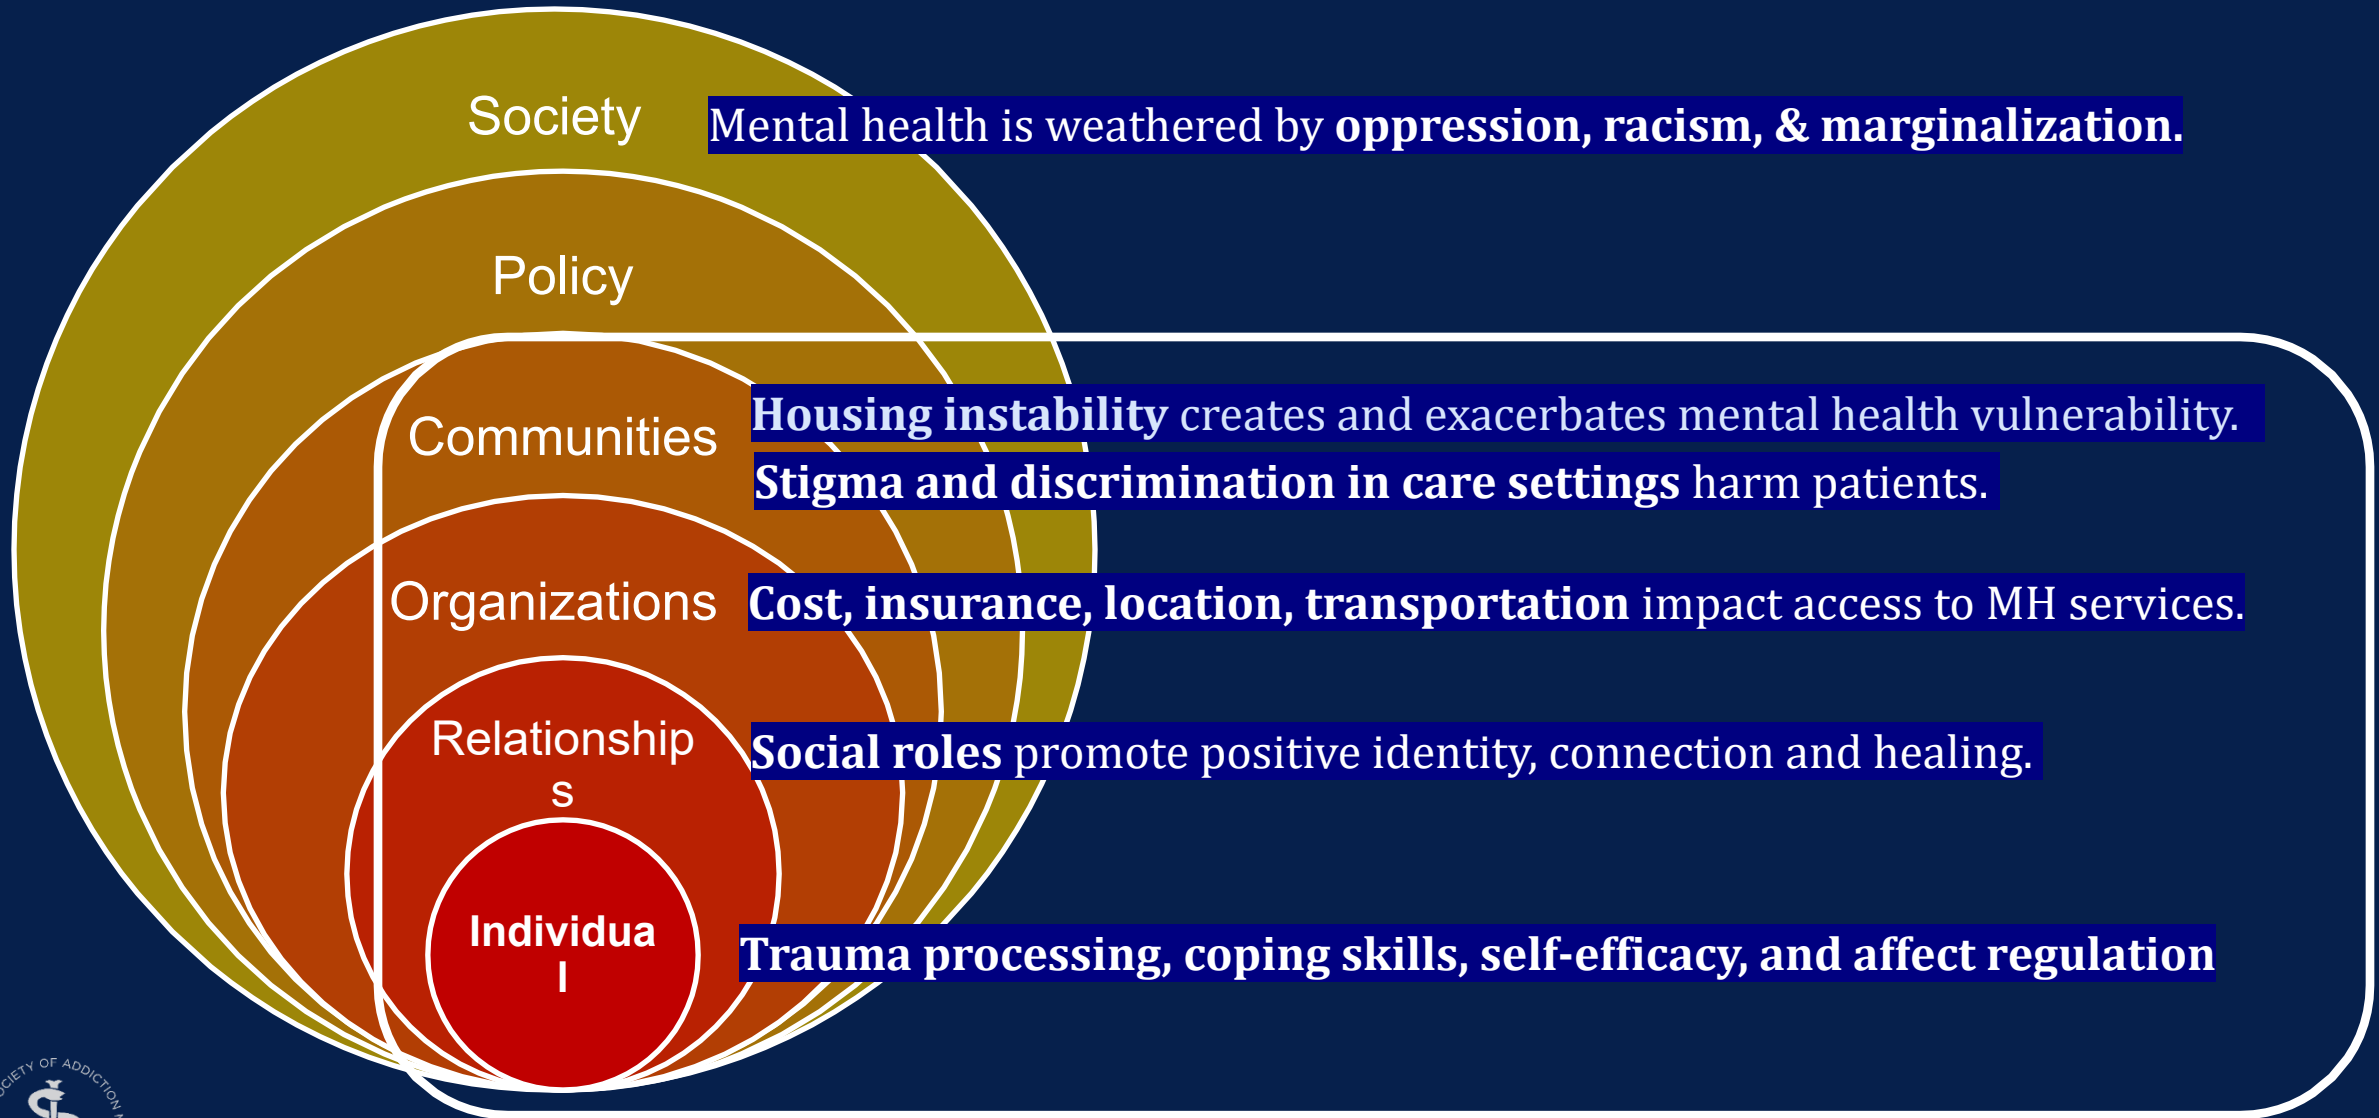 Society
Mental health is weathered by oppression, racism, & marginalization.
Policy
Communities
Housing instability creates and exacerbates mental health vulnerability.
Stigma and discrimination in care settings harm patients.
Organizations
Cost, insurance, location, transportation impact access to MH services.
Relationship
s
Social roles promote positive identity, connection and healing.
Individua
l
Trauma processing, coping skills, self-efficacy, and affect regulation
OF ADDICTION